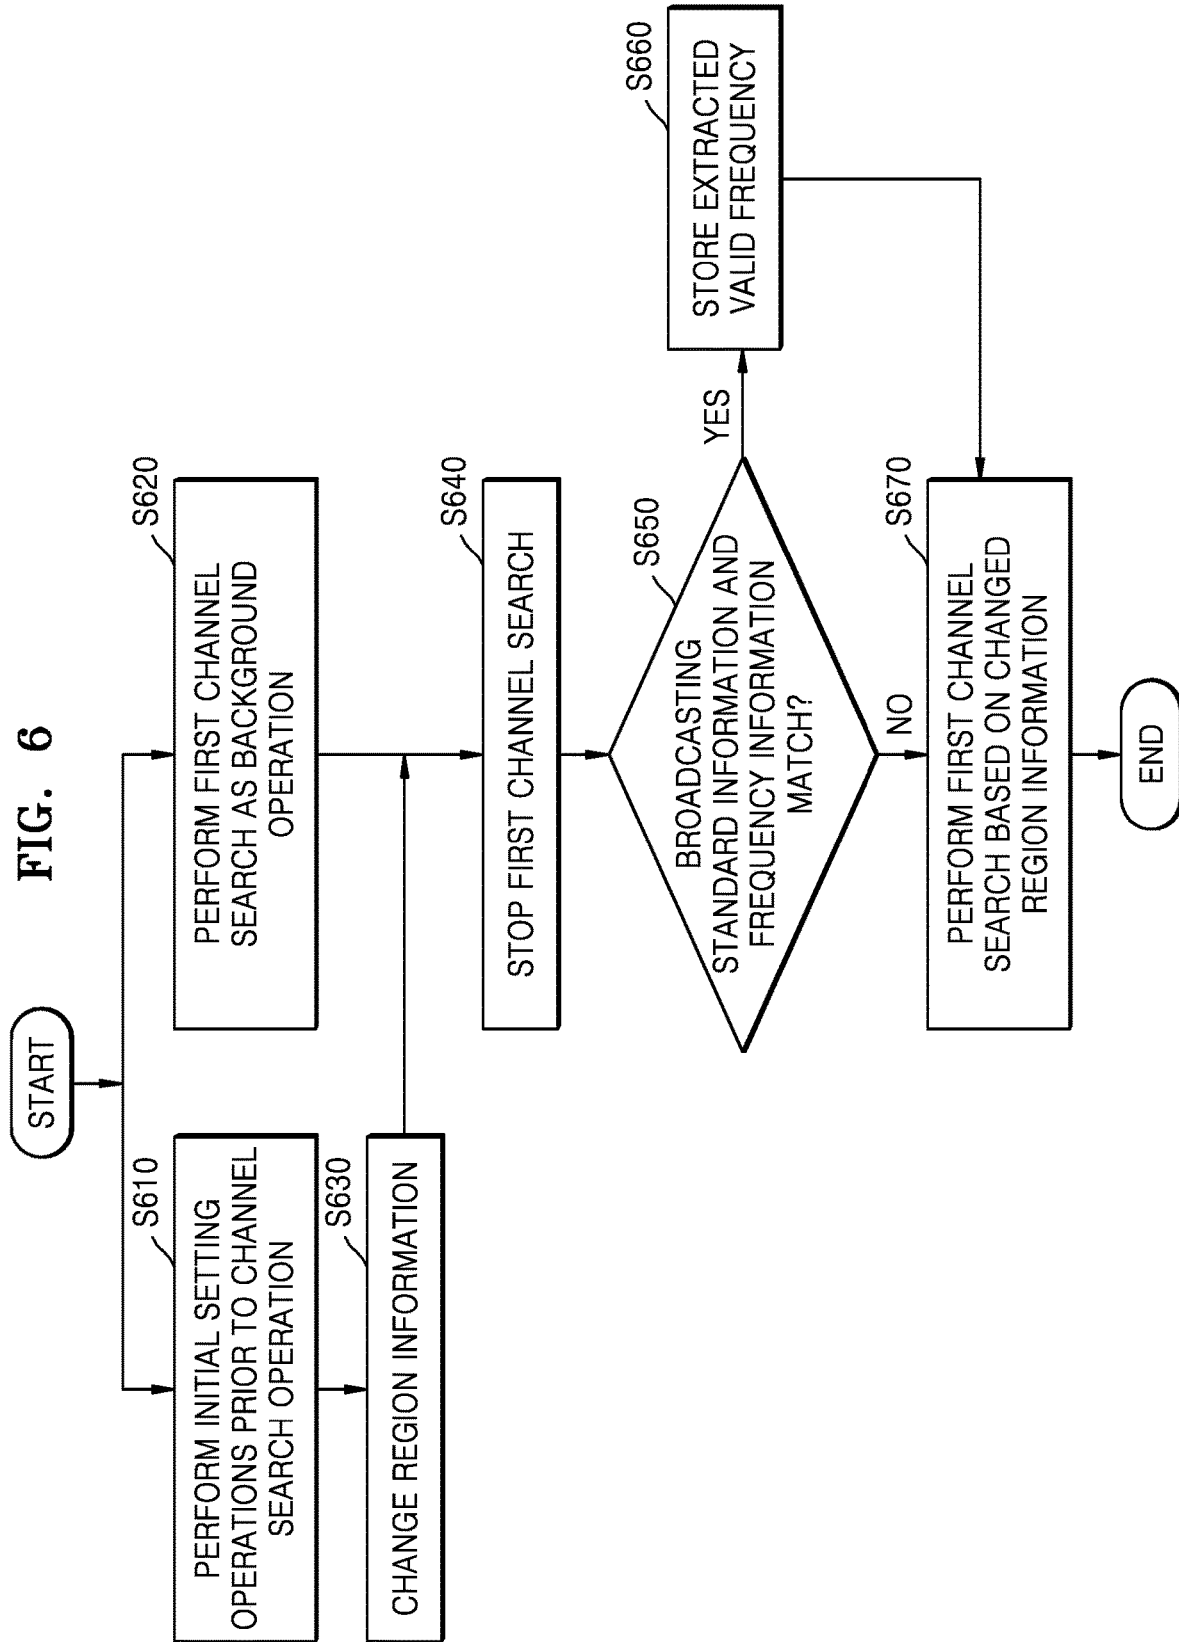 FIG. 6
START
S610
PERFORM INITIAL SETTING
OPERATIONS PRIOR TO CHANNEL
SEARCH OPERATION
S620
PERFORM FIRST CHANNEL
SEARCH AS BACKGROUND
OPERATION
S630
CHANGE REGION INFORMATION
S640
STOP FIRST CHANNEL SEARCH
S650
BROADCASTING
STANDARD INFORMATION AND
FREQUENCY INFORMATION
MATCH?
YES
S660
STORE EXTRACTED
VALID FREQUENCY
NO
S670
PERFORM FIRST CHANNEL
SEARCH BASED ON CHANGED
REGION INFORMATION
END